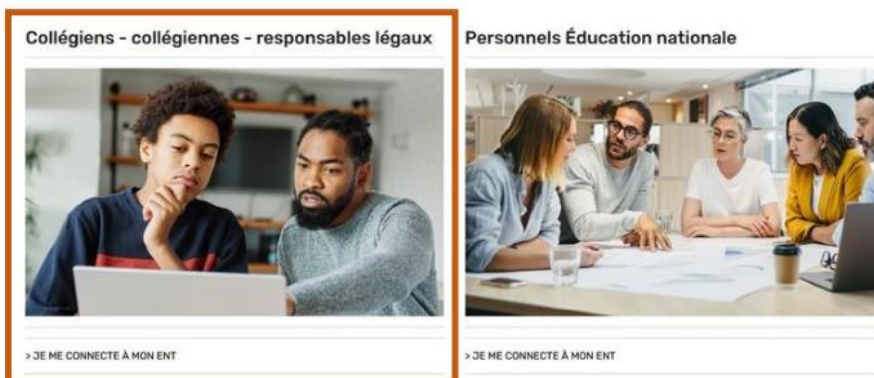 Collégiens - collégiennes - responsables légaux
Personnels Éducation nationale
> JE ME CONNECTE À MON ENT
> JE ME CONNECTE À MON ENT